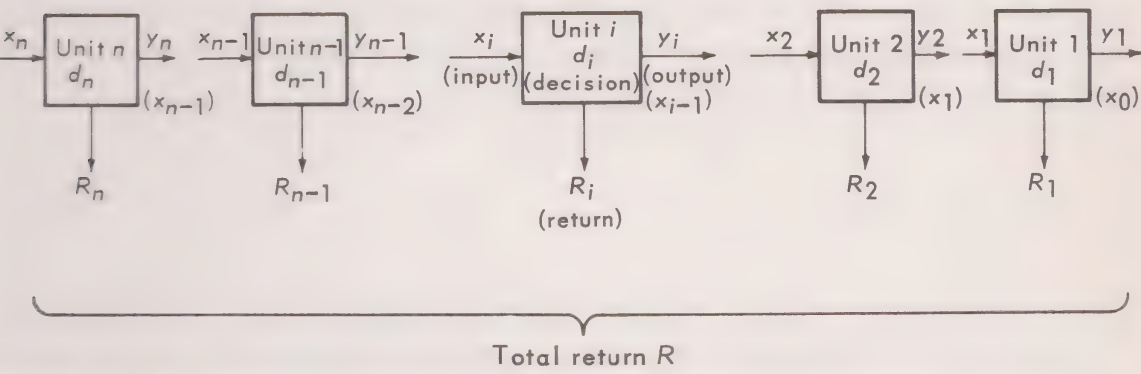 x_n Unit n y_n x_{n-1} Unit n-1 y_{n-1} x_i Unit i y_i x_2 Unit 2 y_2 x_1 Unit 1 y_1
d_n d_{n-1} (input) d_i (output) d_2 d_1
(decision)
(x_{n-1}) (x_{n-2}) (x_{i-1}) (x_1) (x_0)
R_n R_{n-1} R_i R_2 R_1
(return)
Total return R